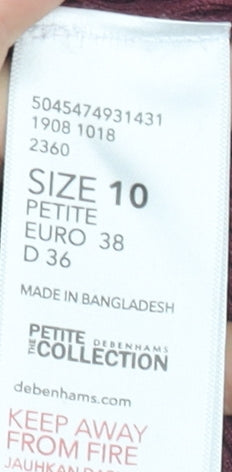 5045474931431
1908 1018
2360
SIZE 10
PETITE
EURO 38
D 36
MADE IN BANGLADESH
PETITE DEBENHAMS
THE COLLECTION
debenhams.com
KEEP AWAY
FROM FIRE
JAUHKAN